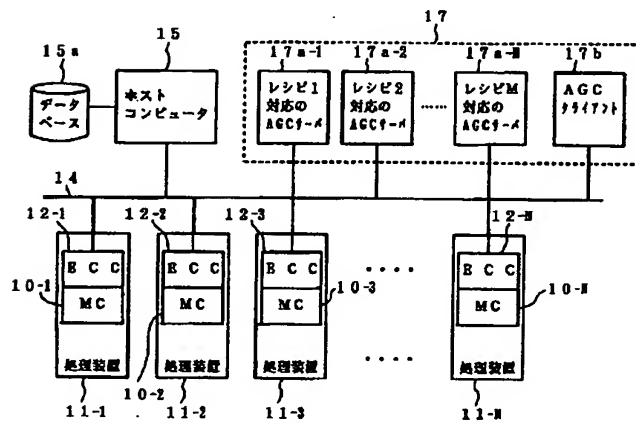 15a
15
17
17a-1
17a-2
17a-M
17b
データ
ベース
ホスト
コンピュータ
レシピ1
対応の
AGCサーバ
レシピ2
対応の
AGCサーバ
……
レシピM
対応の
AGCサーバ
AGC
クライアント
14
12-1
12-2
12-3
12-N
ECC
ECC
ECC
ECC
10-1
MC
10-2
MC
MC
10-3
MC
10-N
....
....
処理装置
処理装置
処理装置
処理装置
11-1
11-2
11-3
11-N